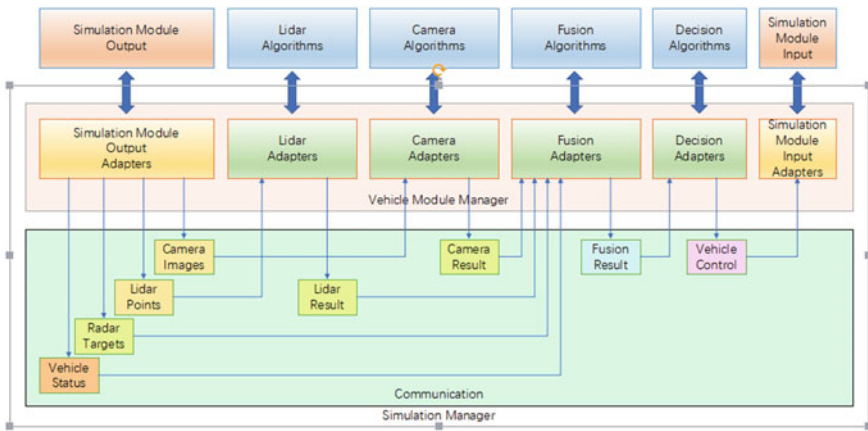 Simulation Module
Output
Lidar
Algorithms
Camera
Algorithms
Fusion
Algorithms
Decision
Algorithms
Simulation
Module
Input
Simulation Module
Output
Adapters
Lidar
Adapters
Camera
Adapters
Fusion
Adapters
Decision
Adapters
Simulation
Module
Input
Adapters
Vehicle Module Manager
Camera
Images
Camera
Result
Fusion
Result
Vehicle
Control
Lidar
Points
Lidar
Result
Radar
Targets
Vehicle
Status
Communication
Simulation Manager